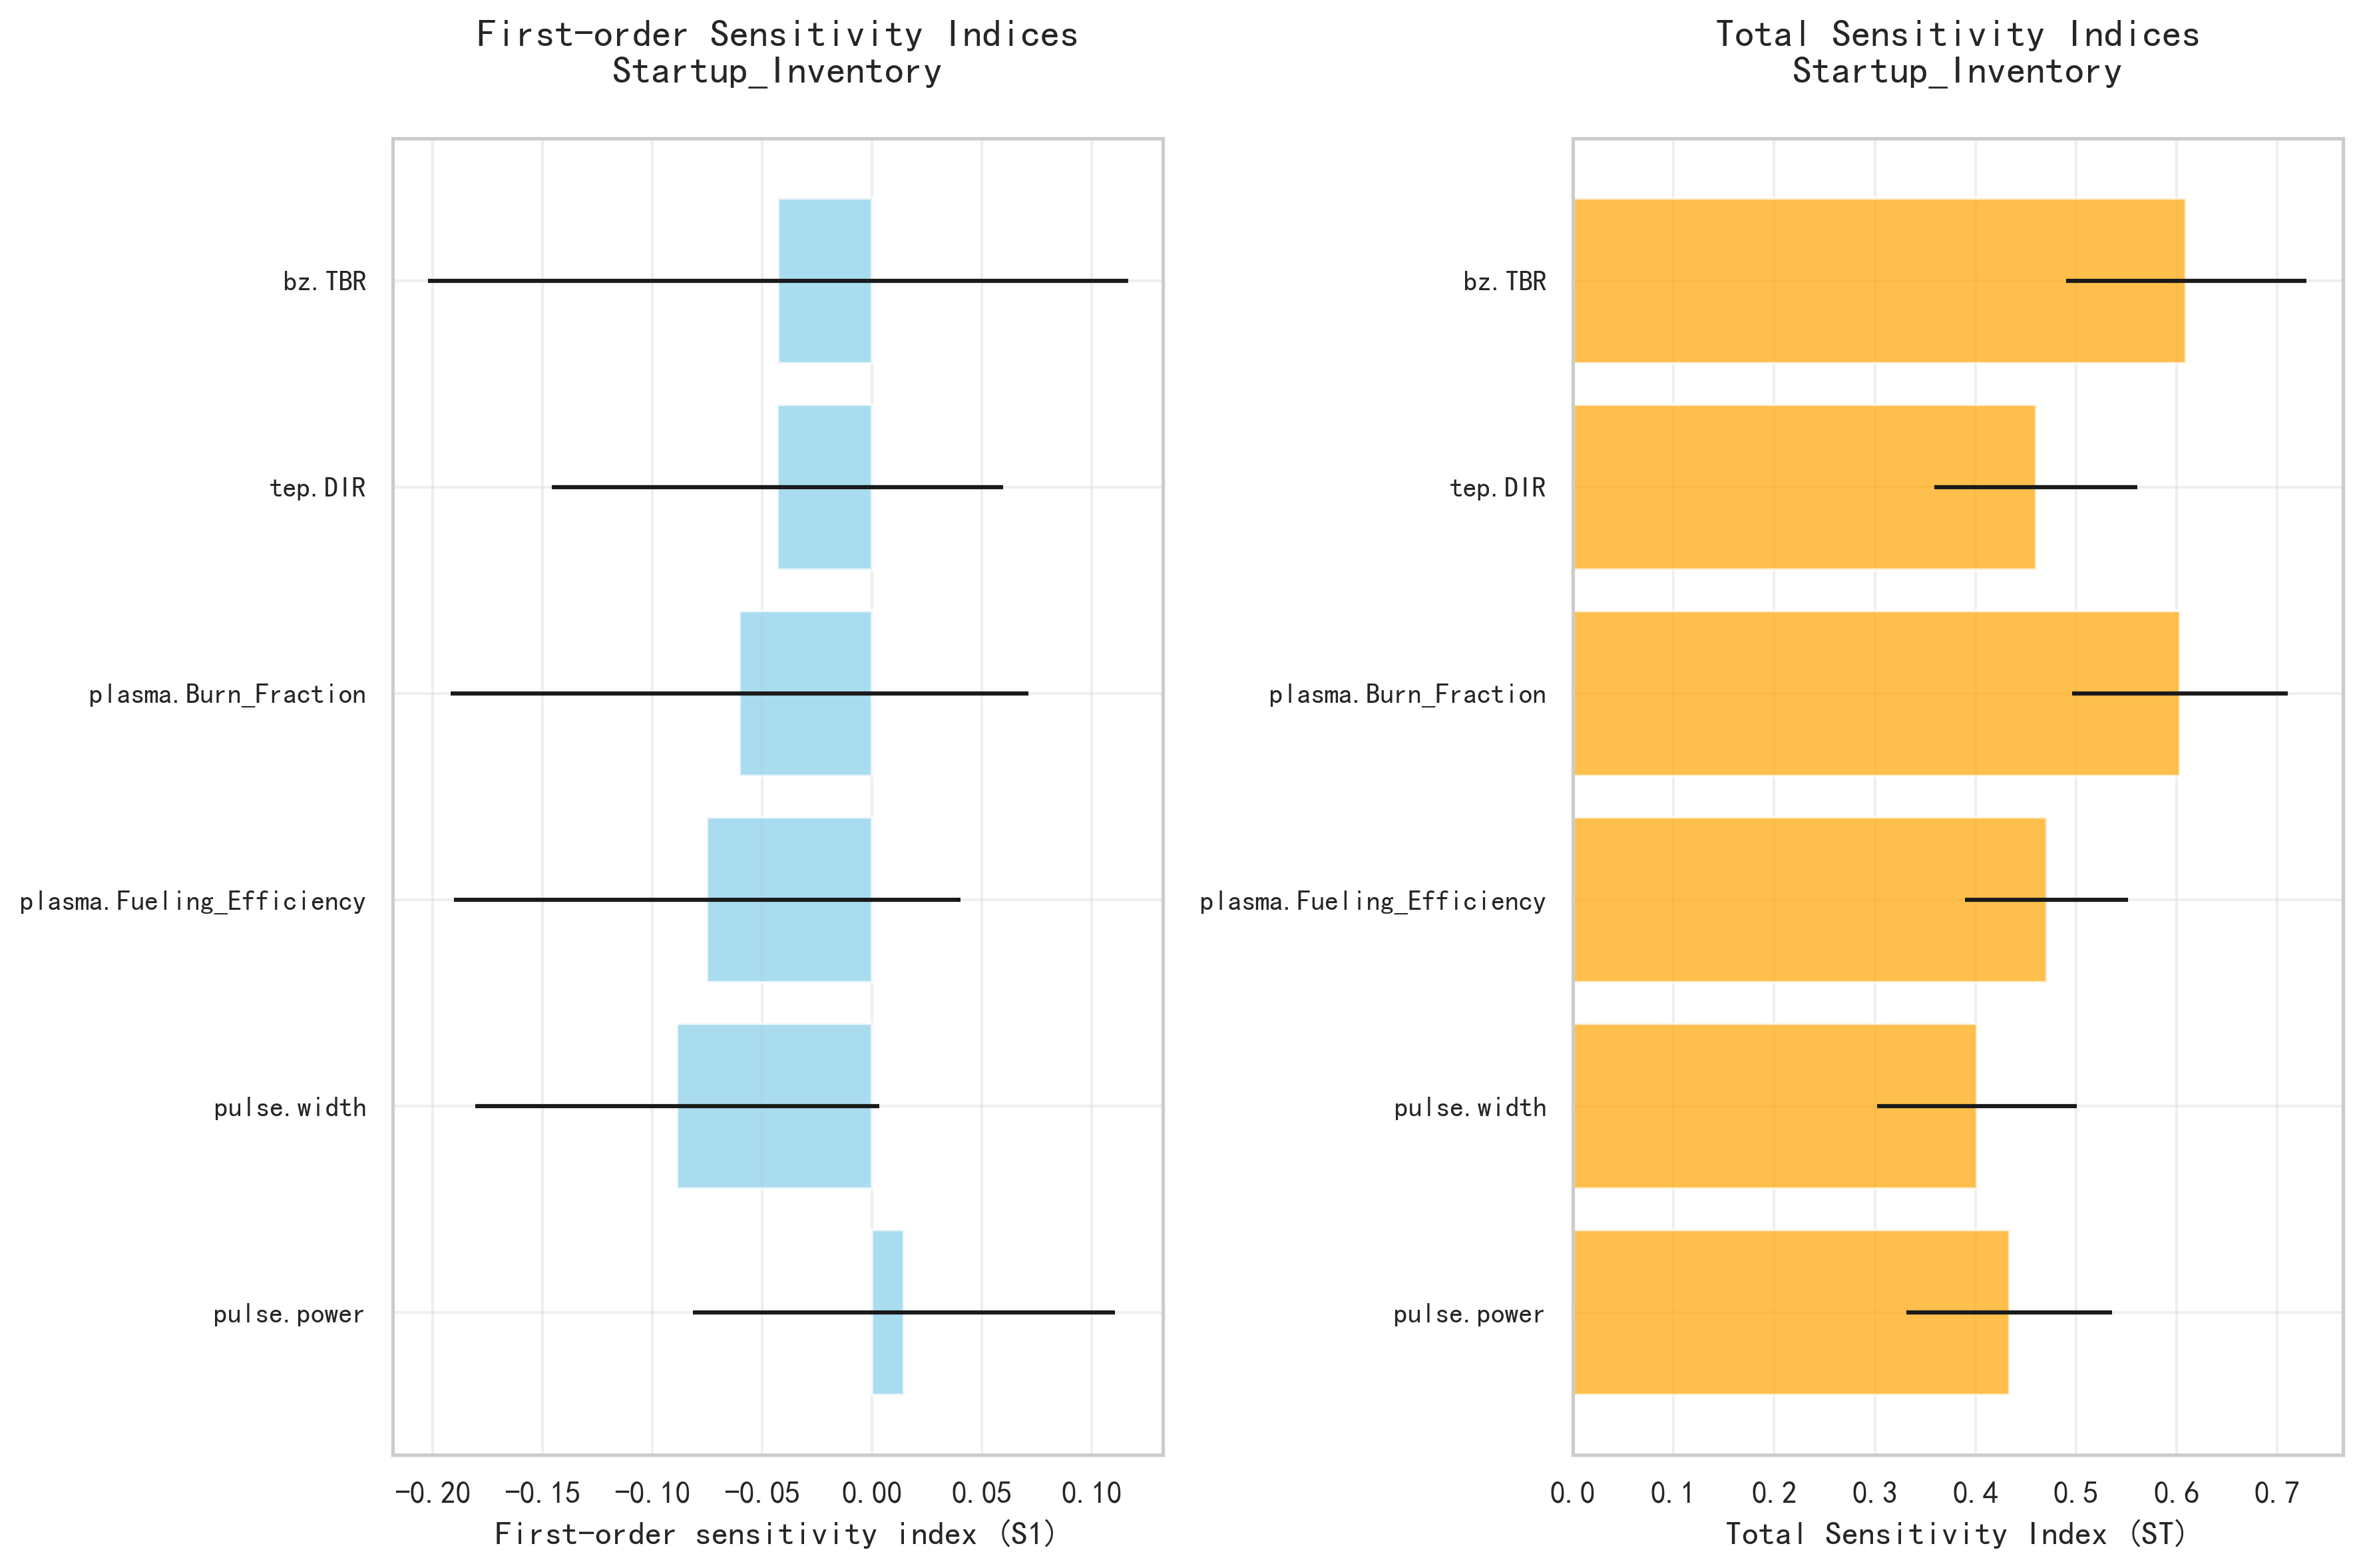 First-order Sensitivity Indices
Startup_Inventory
bz.TBR
tep.DIR
plasma.Burn_Fraction
plasma.Fueling_Efficiency
pulse.width
pulse.power
-0.20 -0.15 -0.10 -0.05 0.00 0.05 0.10
First-order sensitivity index (S1)
Total Sensitivity Indices
Startup_Inventory
bz.TBR
tep.DIR
plasma.Burn_Fraction
plasma.Fueling_Efficiency
pulse.width
pulse.power
0.0 0.1 0.2 0.3 0.4 0.5 0.6 0.7
Total Sensitivity Index (ST)